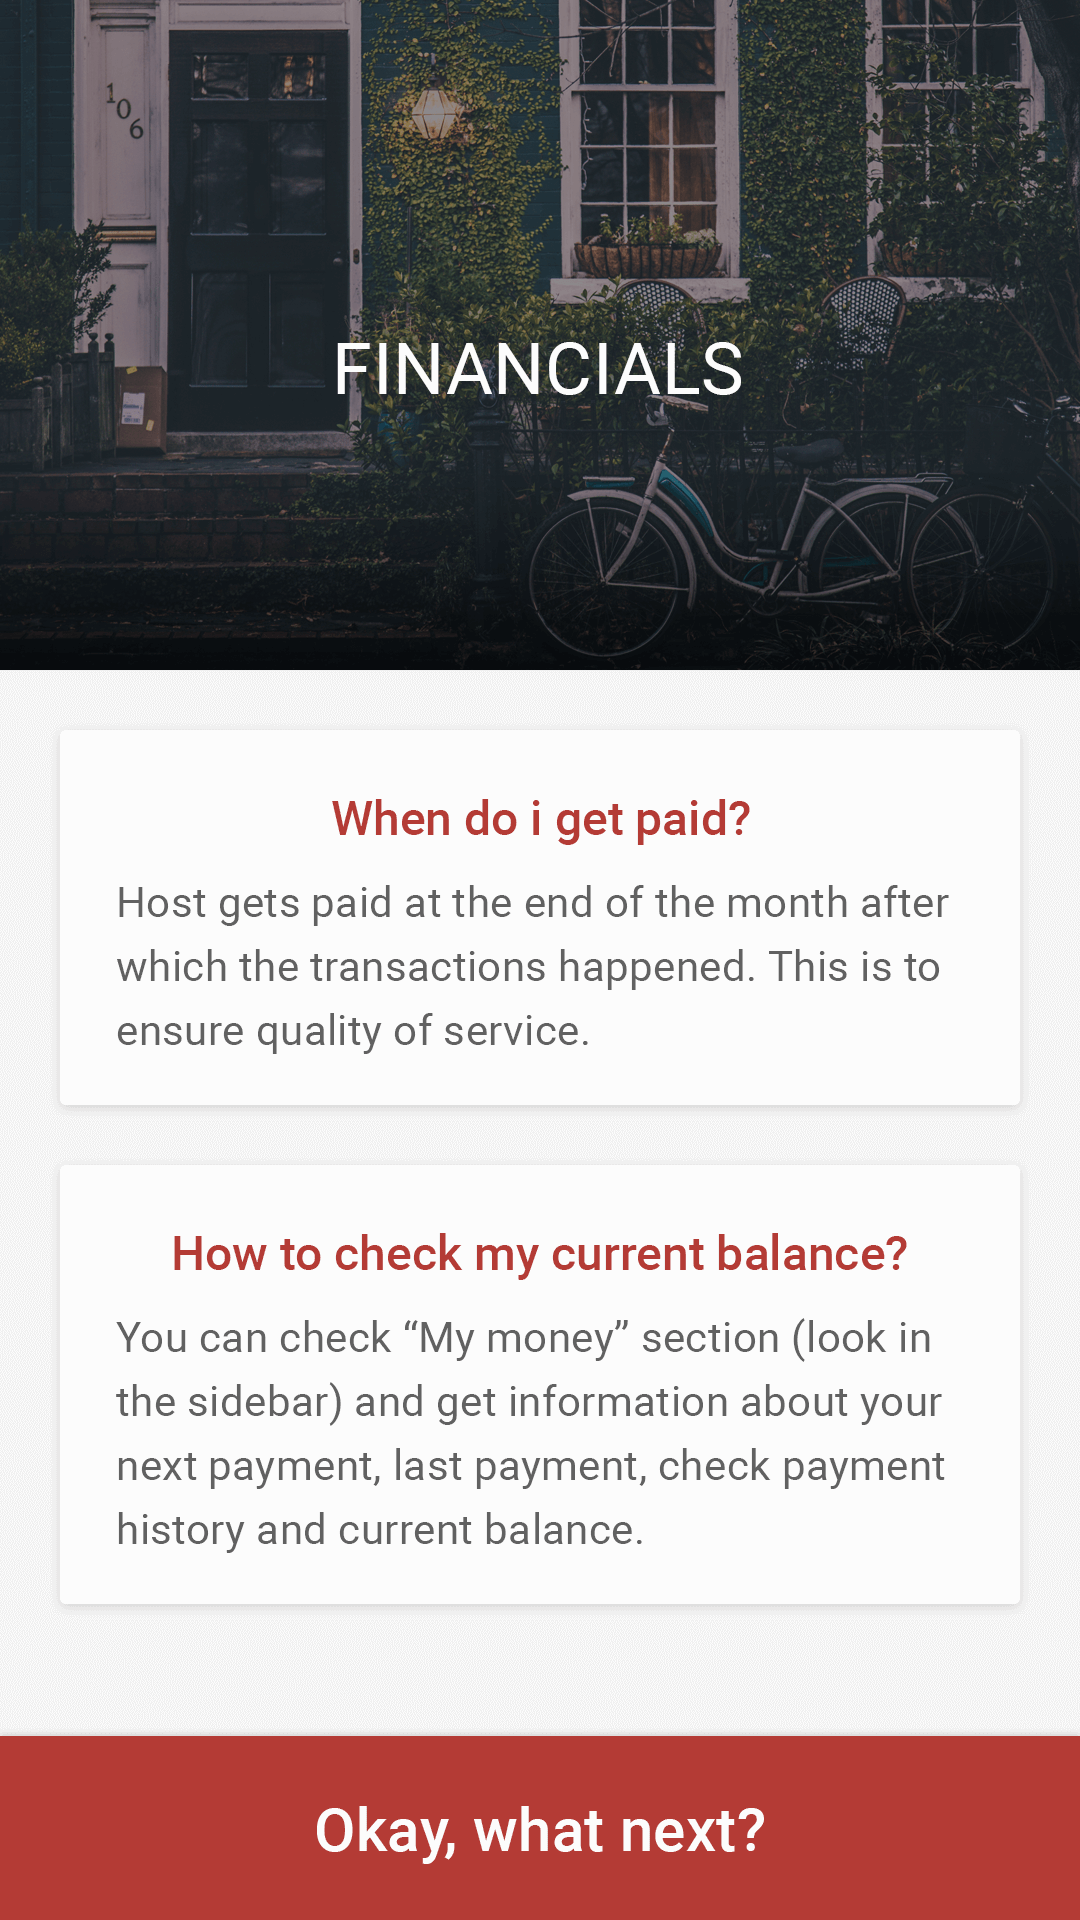 106
FINANCIALS
When do i get paid?
Host gets paid at the end of the month after
which the transactions happened. This is to
ensure quality of service.
How to check my current balance?
You can check “My money” section (look in
the sidebar) and get information about your
next payment, last payment, check payment
history and current balance.
Okay, what next?